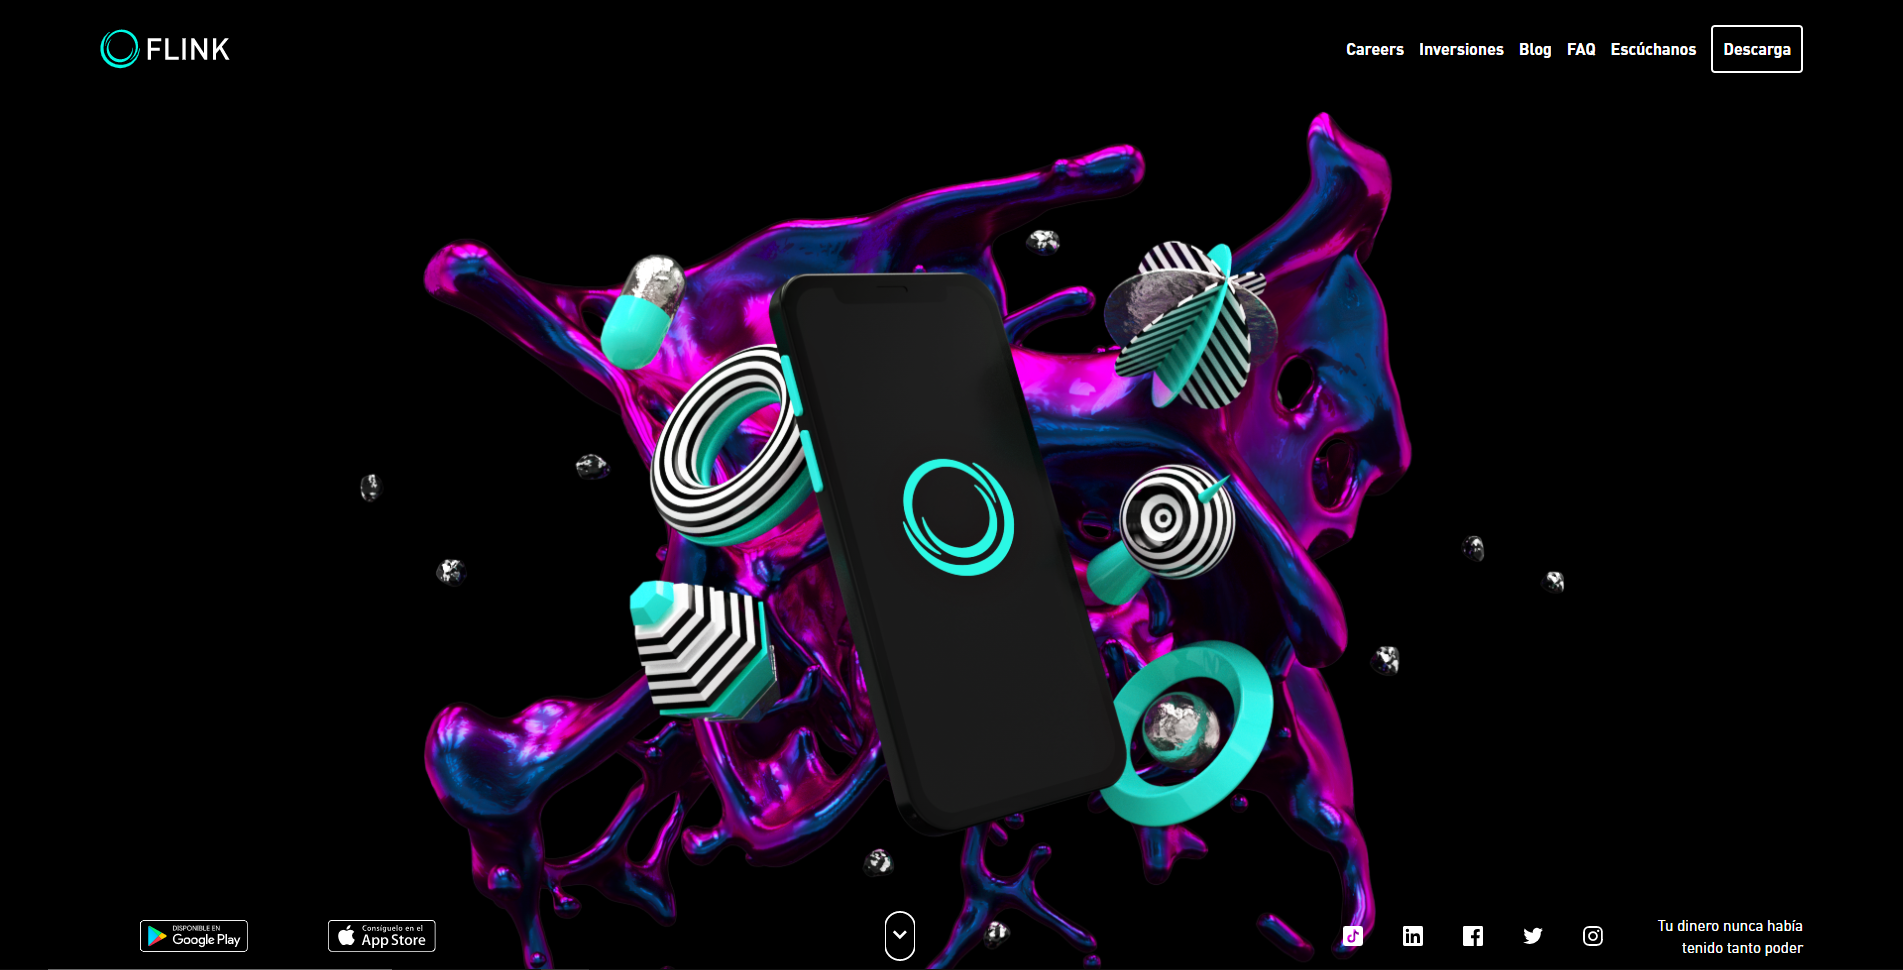 FLINK
Careers Inversiones Blog FAQ Escúchanos Descarga
DISPONIBLE EN
Google Play
Consíguelo en el
App Store
Tu dinero nunca había
tenido tanto poder